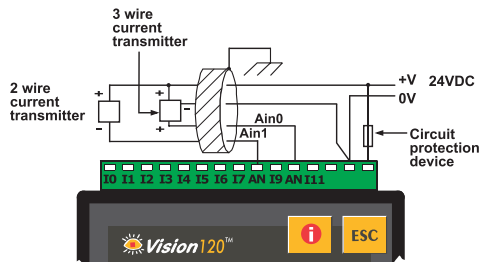 3 wire
current
transmitter
2 wire
current
transmitter
+
-
+
-
+
+V 24VDC
0V
Ain0
Ain1
Circuit
protection
device
I0 I1 I2 I3 I4 I5 I6 I7 AN I9 AN I11
Vision120™
i
ESC